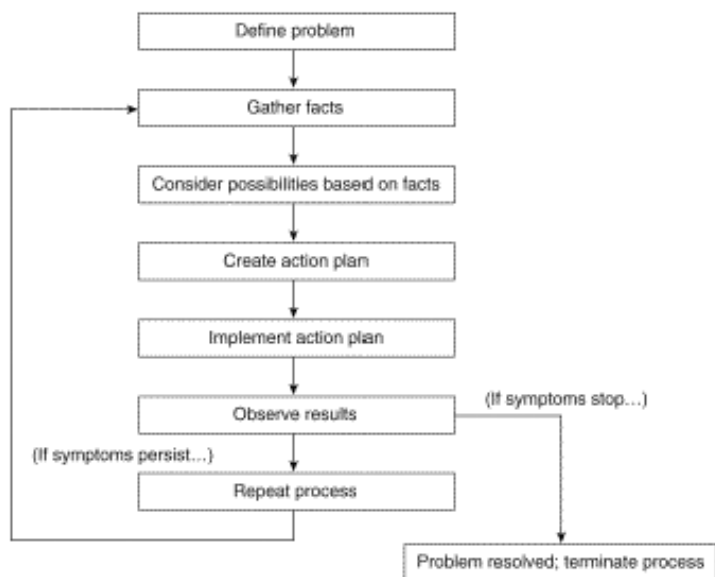 Define problem
Gather facts
Consider possibilities based on facts
Create action plan
Implement action plan
Observe results
(If symptoms stop...)
(If symptoms persist...)
Repeat process
Problem resolved; terminate process